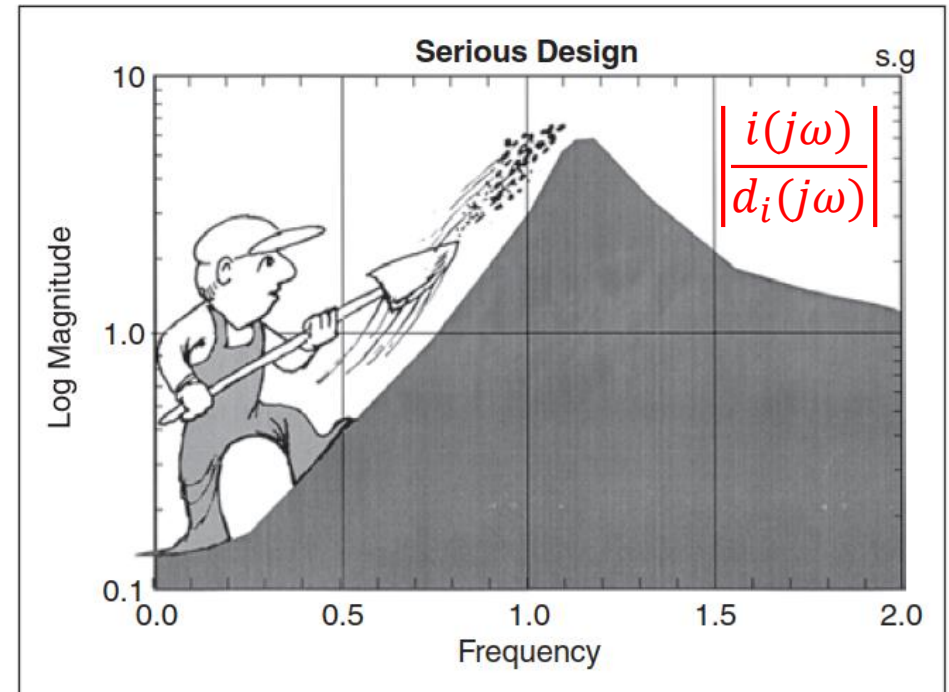 Serious Design
s.g
10
1.0
0.1
Log Magnitude
|i(jω)/d_i(jω)|
0.0 0.5 1.0 1.5 2.0
Frequency